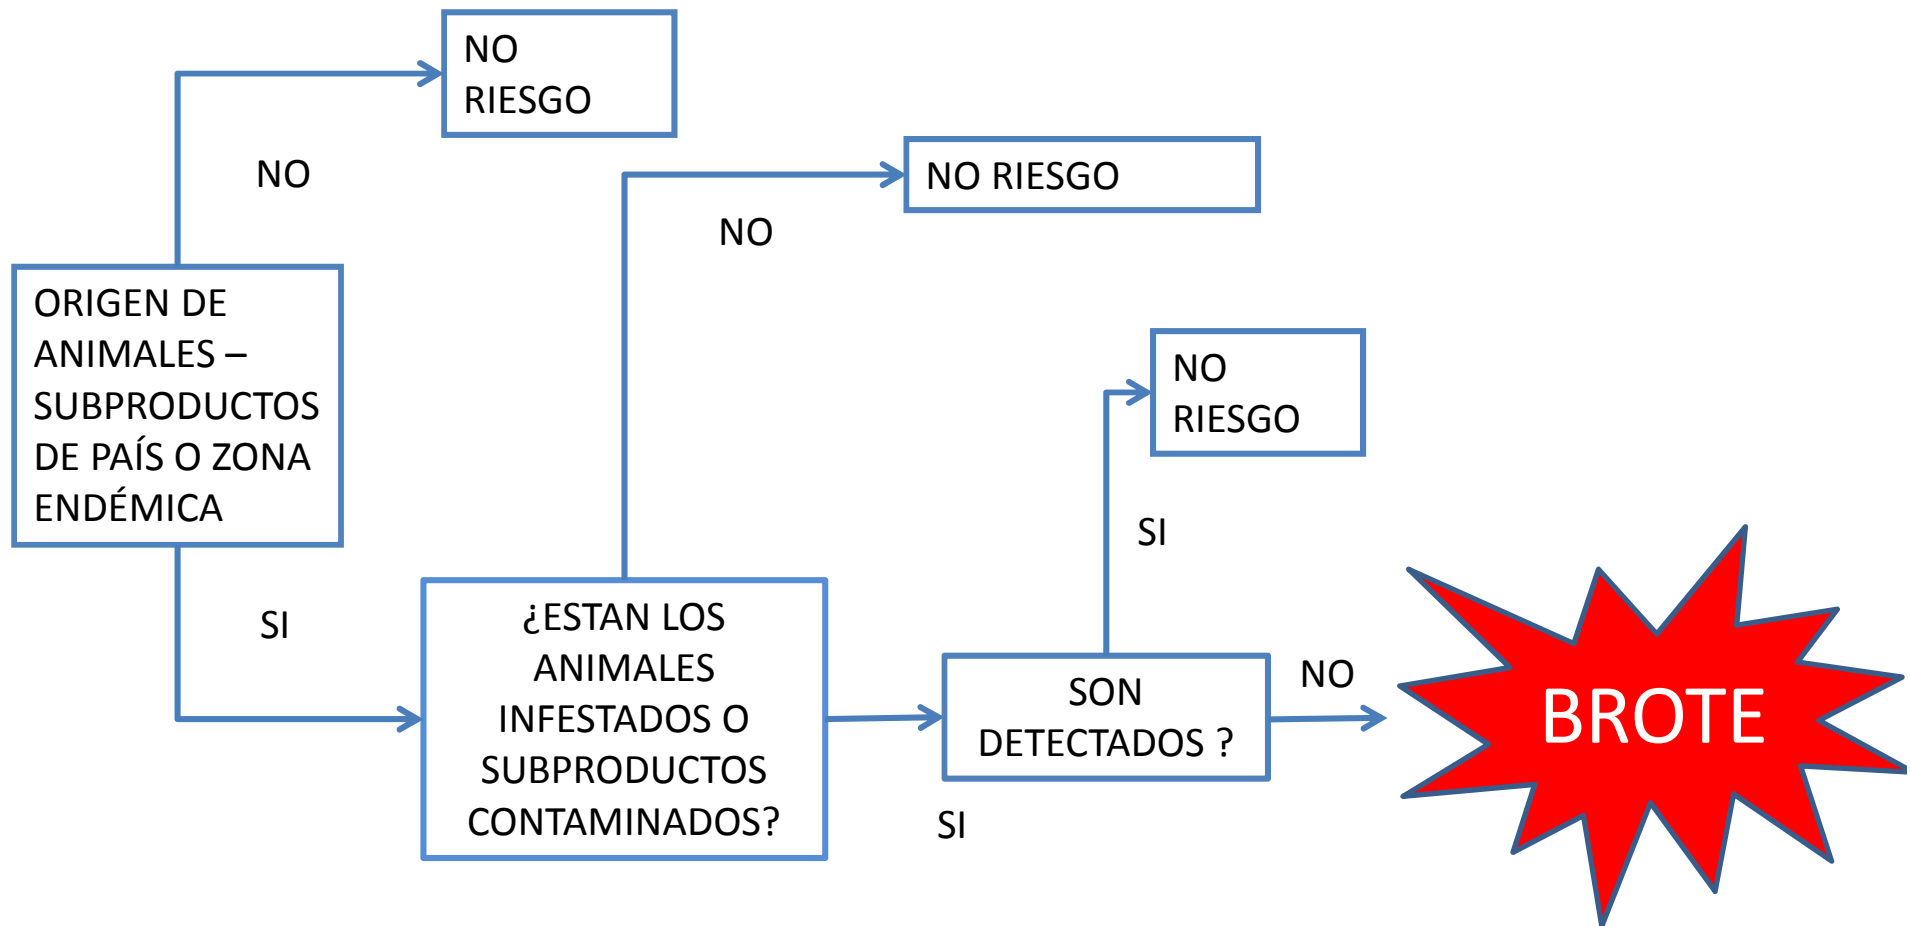 NO
RIESGO
NO
NO RIESGO
NO
ORIGEN DE
ANIMALES –
SUBPRODUCTOS
DE PAÍS O ZONA
ENDÉMICA
NO
RIESGO
SI
SI
¿ESTAN LOS
ANIMALES
INFESTADOS O
SUBPRODUCTOS
CONTAMINADOS?
SI
SON
DETECTADOS ?
NO
BROTE